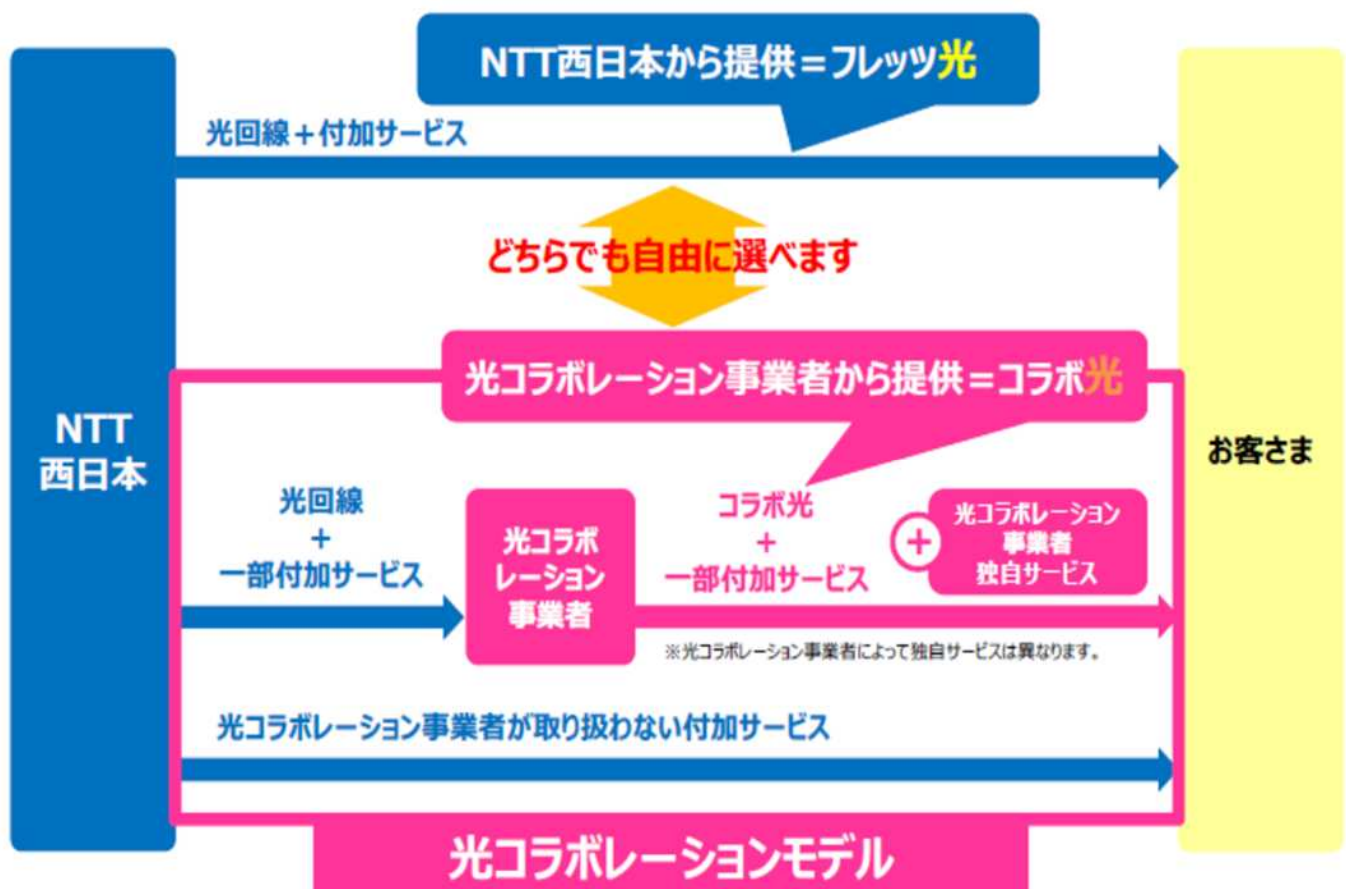 NTT西日本から提供＝フレッツ光
光回線＋付加サービス
どちらでも自由に選べます
光コラボレーション事業者から提供＝コラボ光
NTT
西日本
お客さま
光回線
＋
一部付加サービス
光コラボ
レーション
事業者
コラボ光
＋
一部付加サービス
＋
光コラボレーション
事業者
独自サービス
※光コラボレーション事業者によって独自サービスは異なります。
光コラボレーション事業者が取り扱わない付加サービス
光コラボレーションモデル